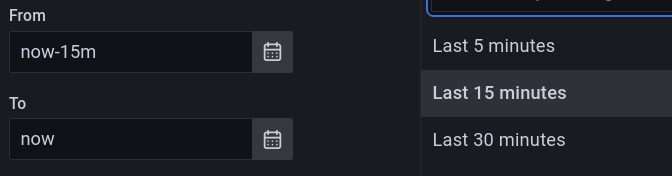 From
now-15m
To
now
Last 5 minutes
Last 15 minutes
Last 30 minutes